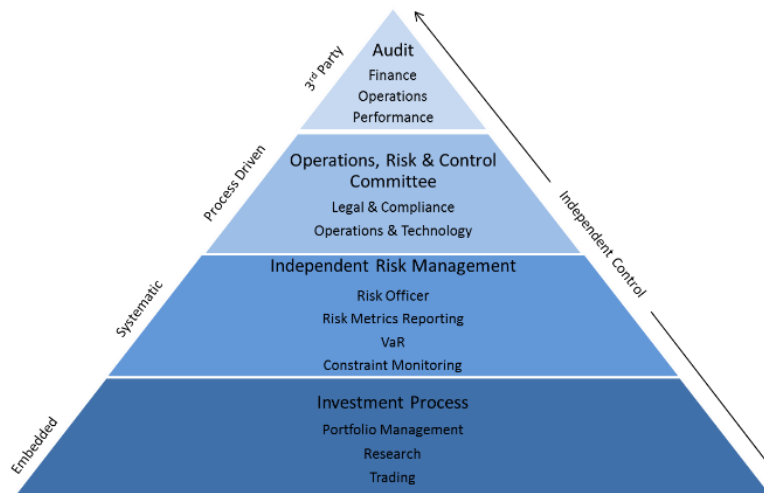 3rd Party
Audit
Finance
Operations
Performance
Process Driven
Operations, Risk & Control
Committee
Legal & Compliance
Operations & Technology
Systematic
Independent Risk Management
Risk Officer
Risk Metrics Reporting
VaR
Constraint Monitoring
Embedded
Investment Process
Portfolio Management
Research
Trading
Independent Control